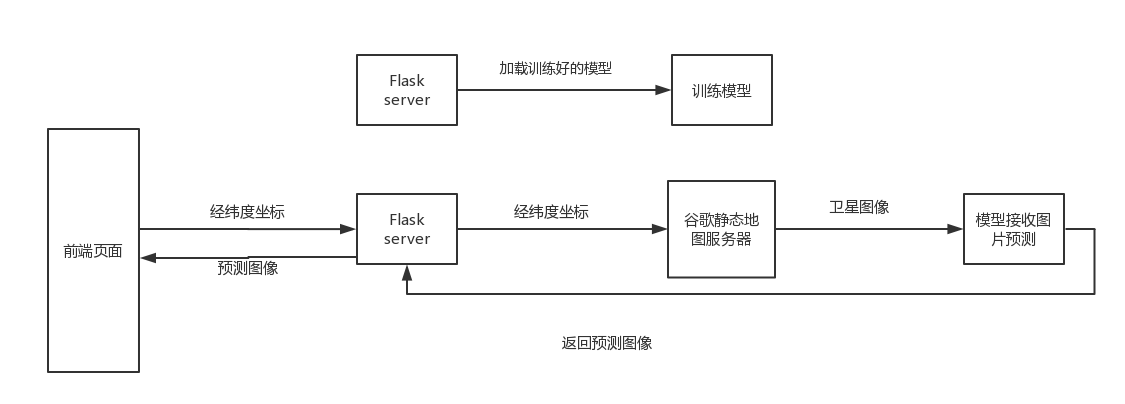 Flask
server
加载训练好的模型
训练模型
前端页面
经纬度坐标
预测图像
Flask
server
经纬度坐标
谷歌静态地
图服务器
卫星图像
模型接收图
片预测
返回预测图像